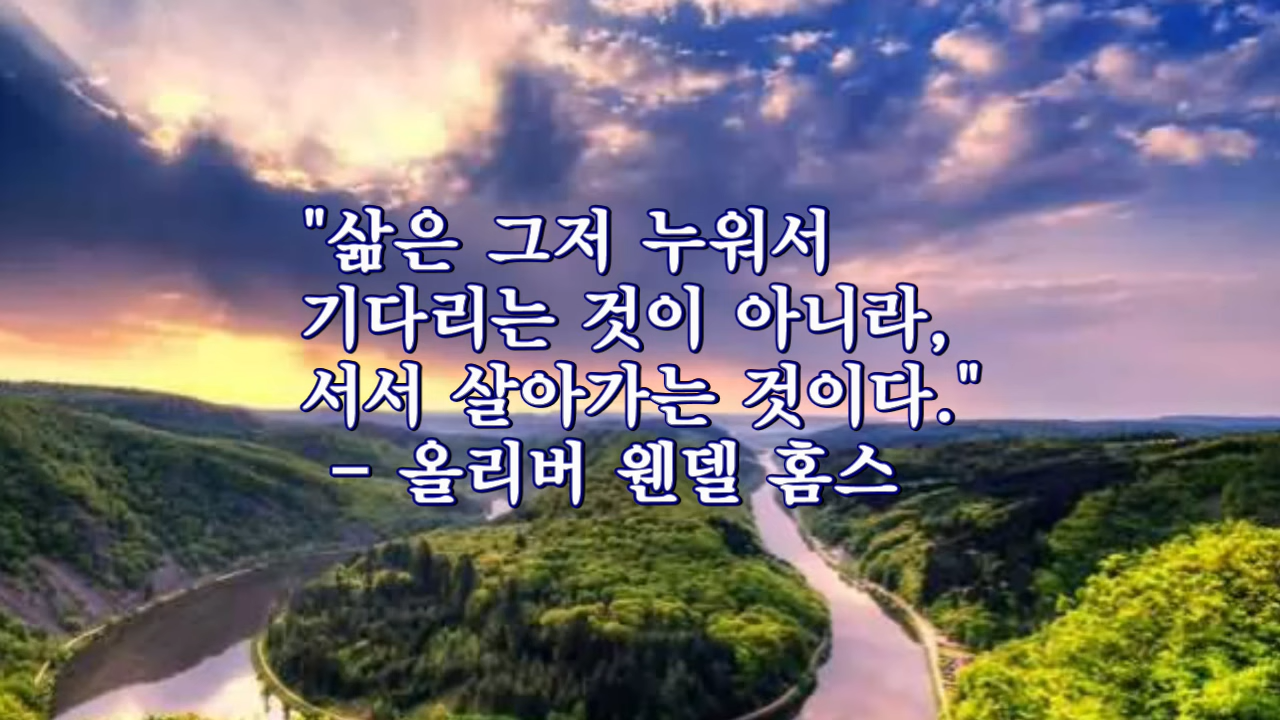 "삶은 그저 누워서
기다리는 것이 아니라,
서서 살아가는 것이다."
- 올리버 웬델 홈스